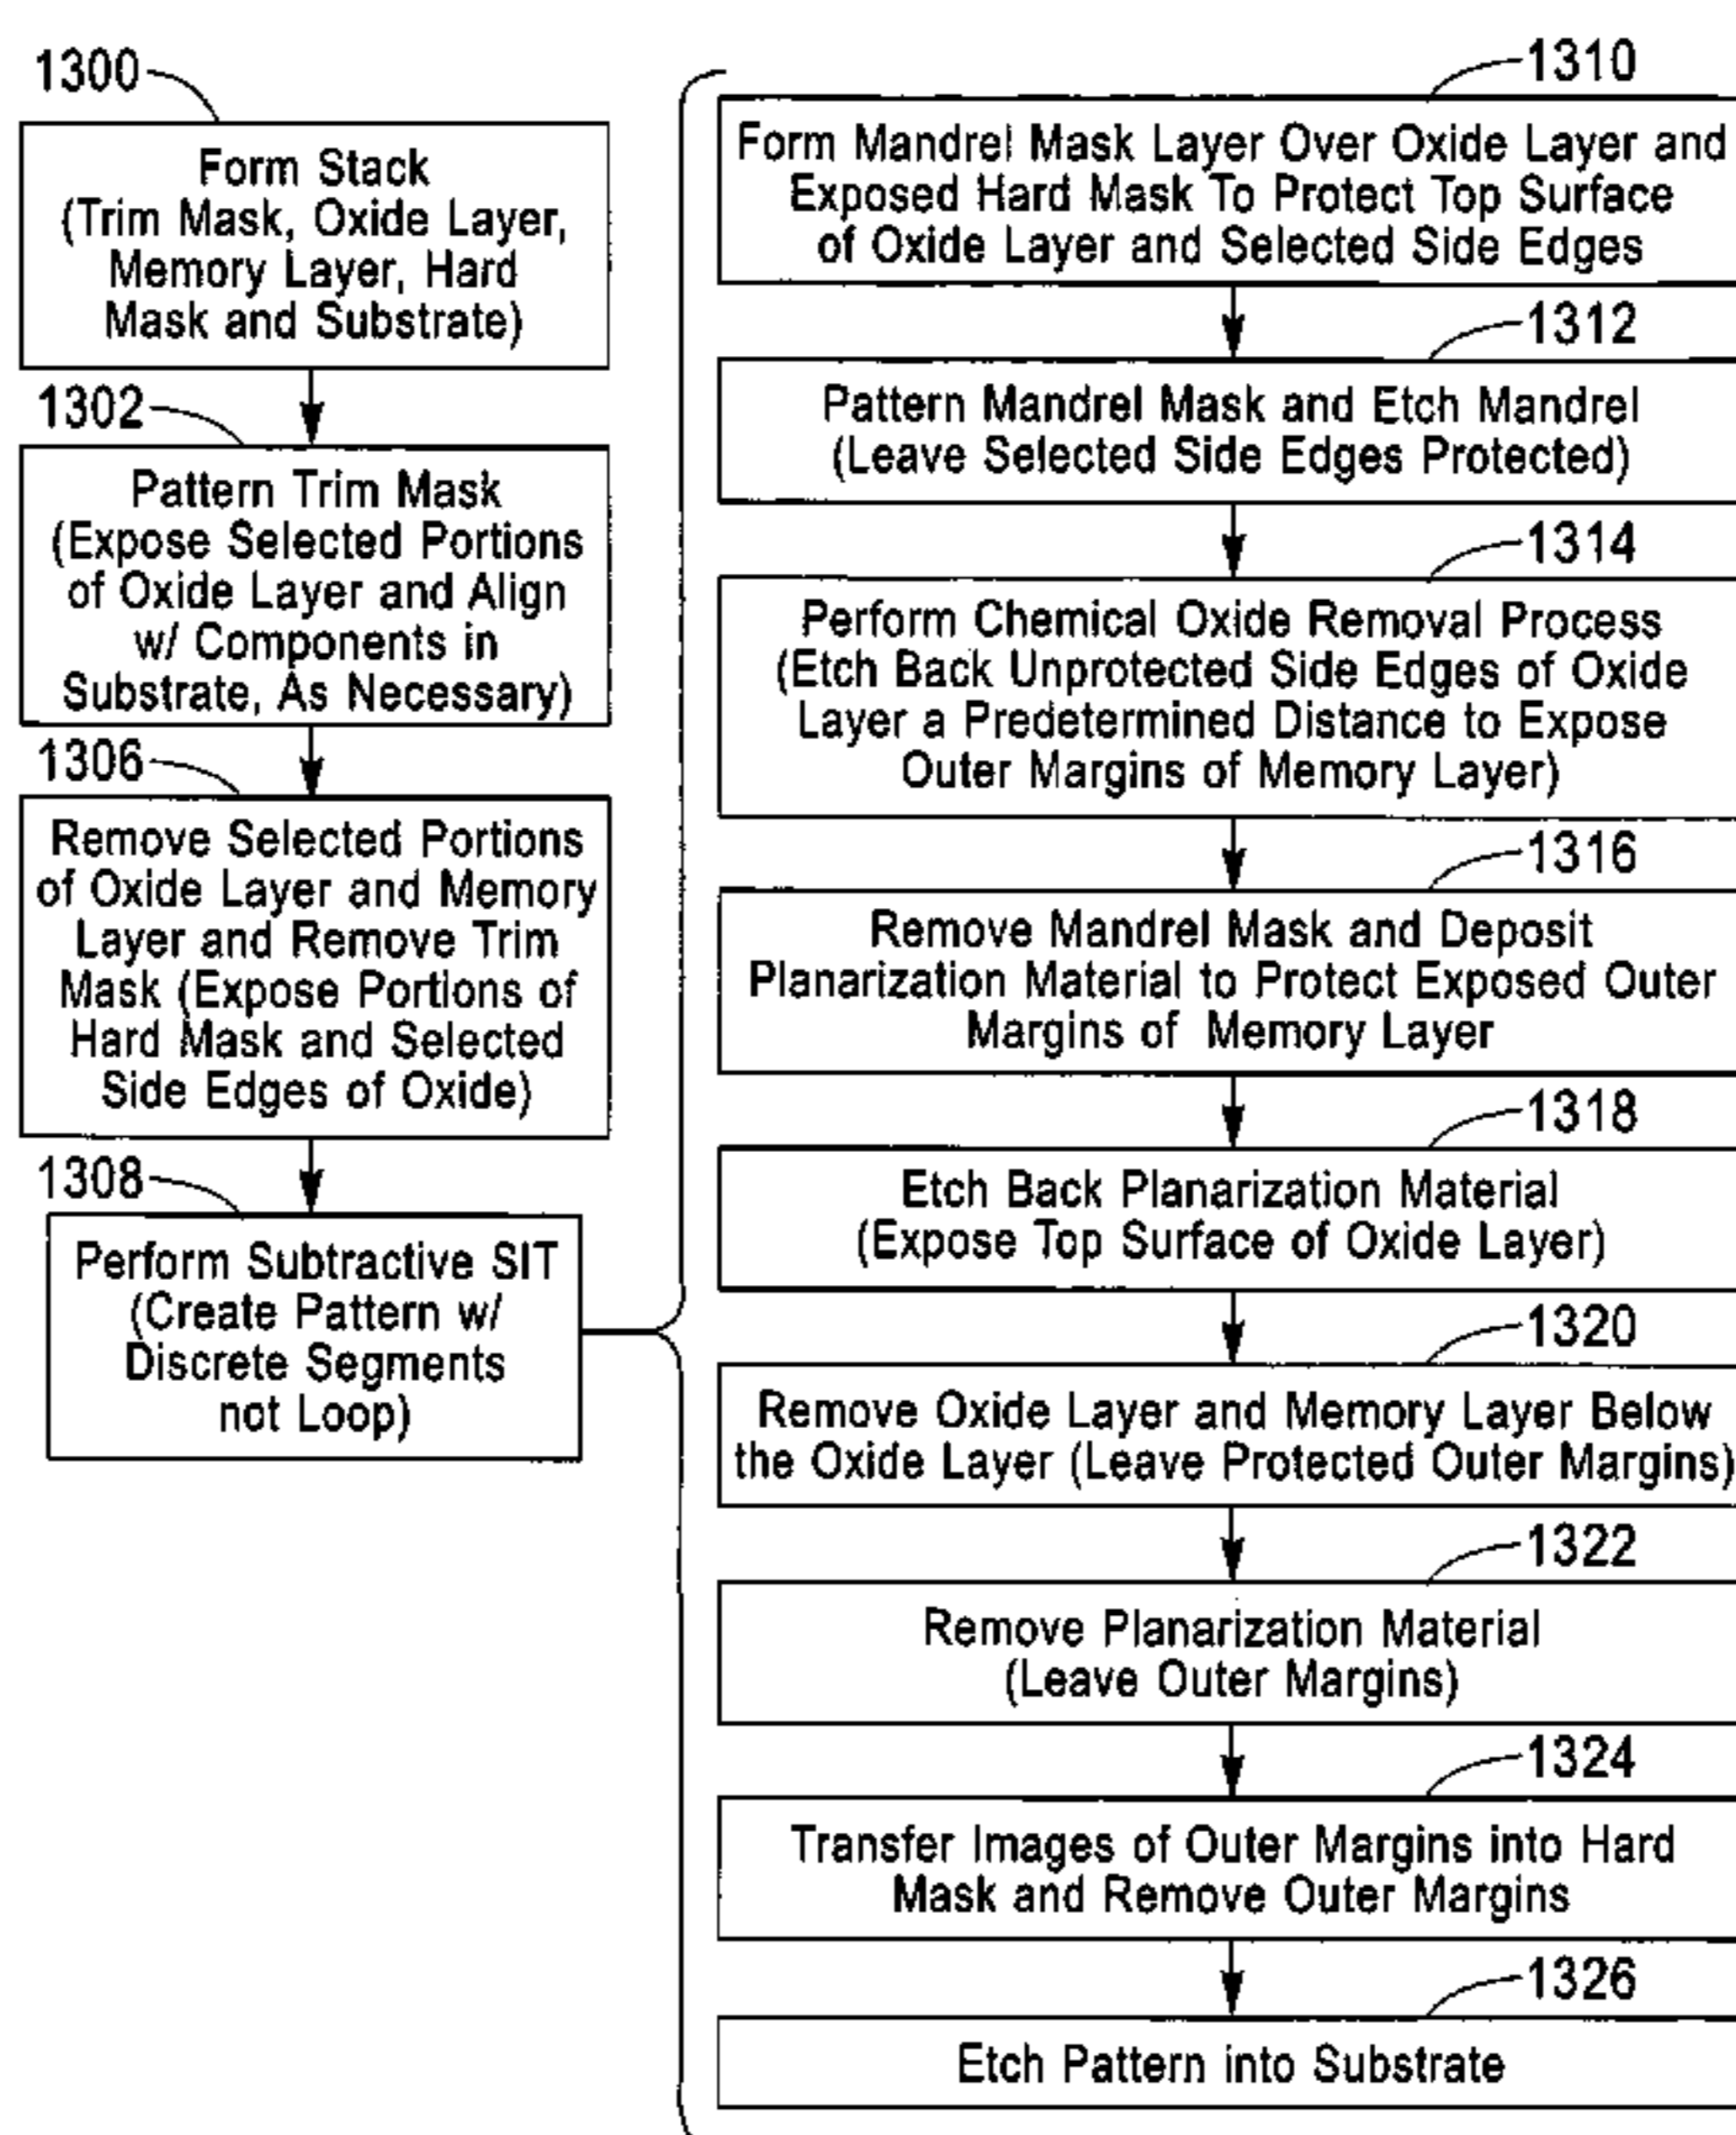 1300
Form Stack
(Trim Mask, Oxide Layer,
Memory Layer, Hard
Mask and Substrate)
1302
Pattern Trim Mask
(Expose Selected Portions
of Oxide Layer and Align
w/ Components in
Substrate, As Necessary)
1306
Remove Selected Portions
of Oxide Layer and Memory
Layer and Remove Trim
Mask (Expose Portions of
Hard Mask and Selected
Side Edges of Oxide)
1308
Perform Subtractive SIT
(Create Pattern w/
Discrete Segments
not Loop)
1310
Form Mandrel Mask Layer Over Oxide Layer and
Exposed Hard Mask To Protect Top Surface
of Oxide Layer and Selected Side Edges
1312
Pattern Mandrel Mask and Etch Mandrel
(Leave Selected Side Edges Protected)
1314
Perform Chemical Oxide Removal Process
(Etch Back Unprotected Side Edges of Oxide
Layer a Predetermined Distance to Expose
Outer Margins of Memory Layer)
1316
Remove Mandrel Mask and Deposit
Planarization Material to Protect Exposed Outer
Margins of Memory Layer
1318
Etch Back Planarization Material
(Expose Top Surface of Oxide Layer)
1320
Remove Oxide Layer and Memory Layer Below
the Oxide Layer (Leave Protected Outer Margins)
1322
Remove Planarization Material
(Leave Outer Margins)
1324
Transfer Images of Outer Margins into Hard
Mask and Remove Outer Margins
1326
Etch Pattern into Substrate